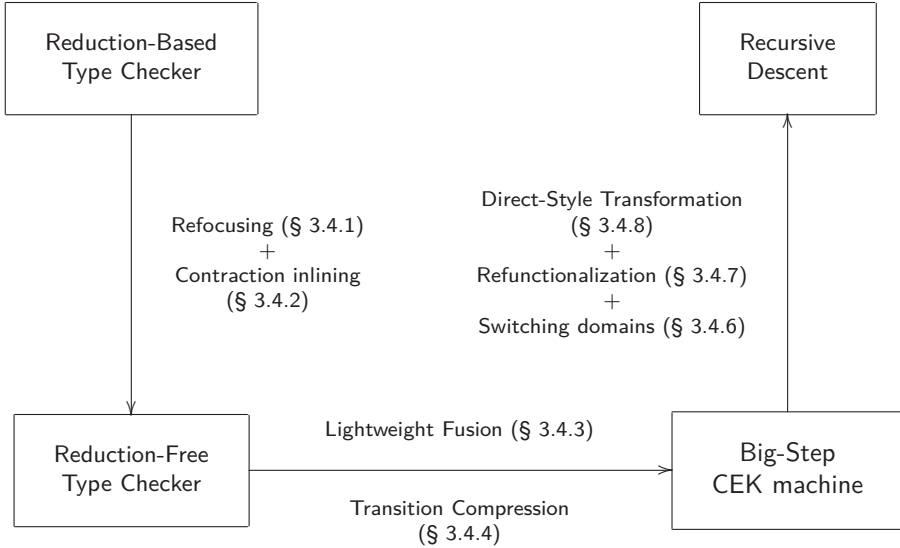 Reduction-Based
Type Checker
Recursive
Descent
Refocusing (§ 3.4.1)
+
Contraction inlining
(§ 3.4.2)
Direct-Style Transformation
(§ 3.4.8)
+
Refunctionalization (§ 3.4.7)
+
Switching domains (§ 3.4.6)
Reduction-Free
Type Checker
Lightweight Fusion (§ 3.4.3)
Transition Compression
(§ 3.4.4)
Big-Step
CEK machine